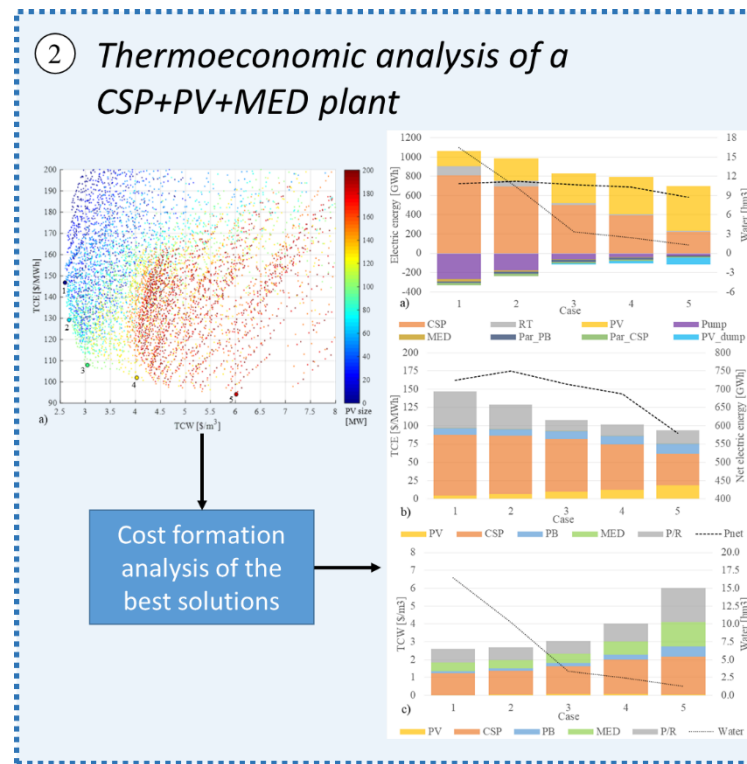 2 Thermoeconomic analysis of a
CSP+PV+MED plant
200
190
180
170
160
150
140
130
120
110
100
90
TCE [$/MWh]
2.5 3 3.5 4 4.5 5 5.5 6 6.5 7 7.5 8
TCW [$/m³]
1
2
3
4
5
a)
200
180
160
140
120
100
80
60
40
20
0
PV size
[MW]
Cost formation
analysis of the
best solutions
1200
1000
800
600
400
200
0
-200
-400
Electric energy [GWh]
18
15
12
9
6
3
0
-3
-6
Water [hm3]
a)
1 2 3 4 5
Case
CSP RT PV Pump
MED Par_PB Par_CSP PV_dump
200
175
150
125
100
75
50
25
0
TCE [$/MWh]
800
750
700
650
600
550
500
450
400
Net electric energy [GWh]
b)
1 2 3 4 5
Case
PV CSP PB MED P/R Pnet
8
7
6
5
4
3
2
1
0
TCW [$/m3]
20.0
17.5
15.0
12.5
10.0
7.5
5.0
2.5
0.0
Water [hm3]
c)
1 2 3 4 5
Case
PV CSP PB MED P/R Water